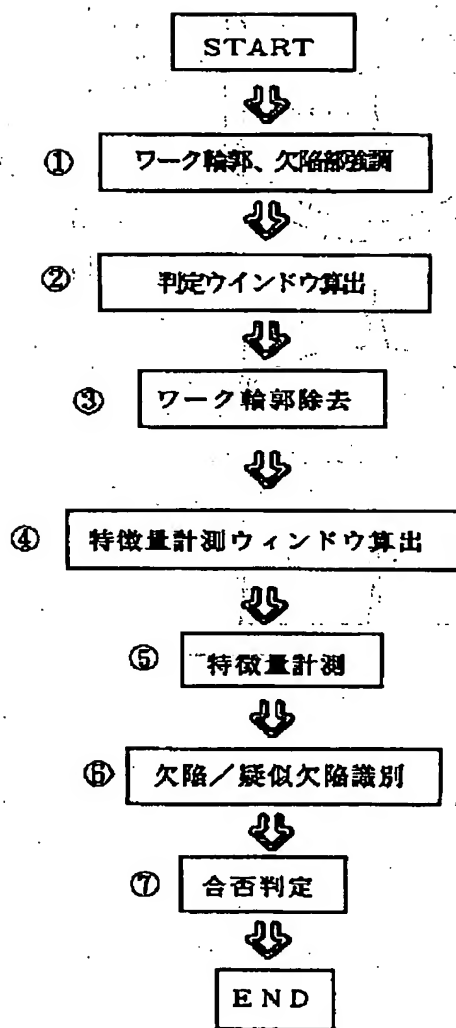 START
① ワーク輪郭、欠陥部強調
② 判定ウインドウ算出
③ ワーク輪郭除去
④ 特徴量計測ウィンドウ算出
⑤ 特徴量計測
⑥ 欠陥／疑似欠陥識別
⑦ 合否判定
END